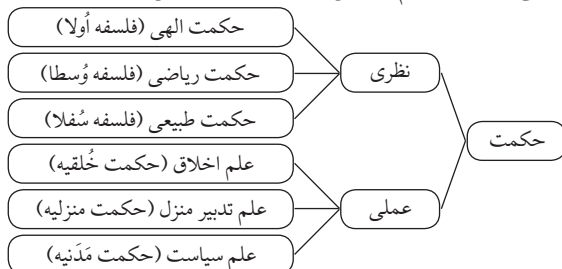 حکمت
نظری
حکمت الهی (فلسفه اُولا)
حکمت ریاضی (فلسفه وُسطا)
حکمت طبیعی (فلسفه سُفلا)
عملی
علم اخلاق (حکمت خُلقیه)
علم تدبیر منزل (حکمت منزلیه)
علم سیاست (حکمت مَدَنیه)